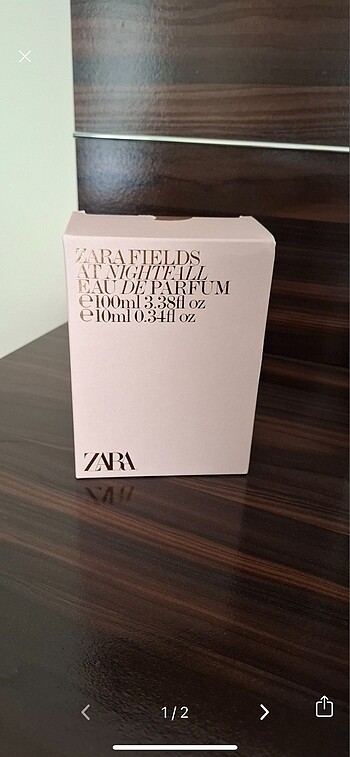 ZARA FIELDS
AT NIGHTFALL
EAU DE PARFUM
℮100ml 3.38fl oz
℮10ml 0.34fl oz
ZARA
1/2